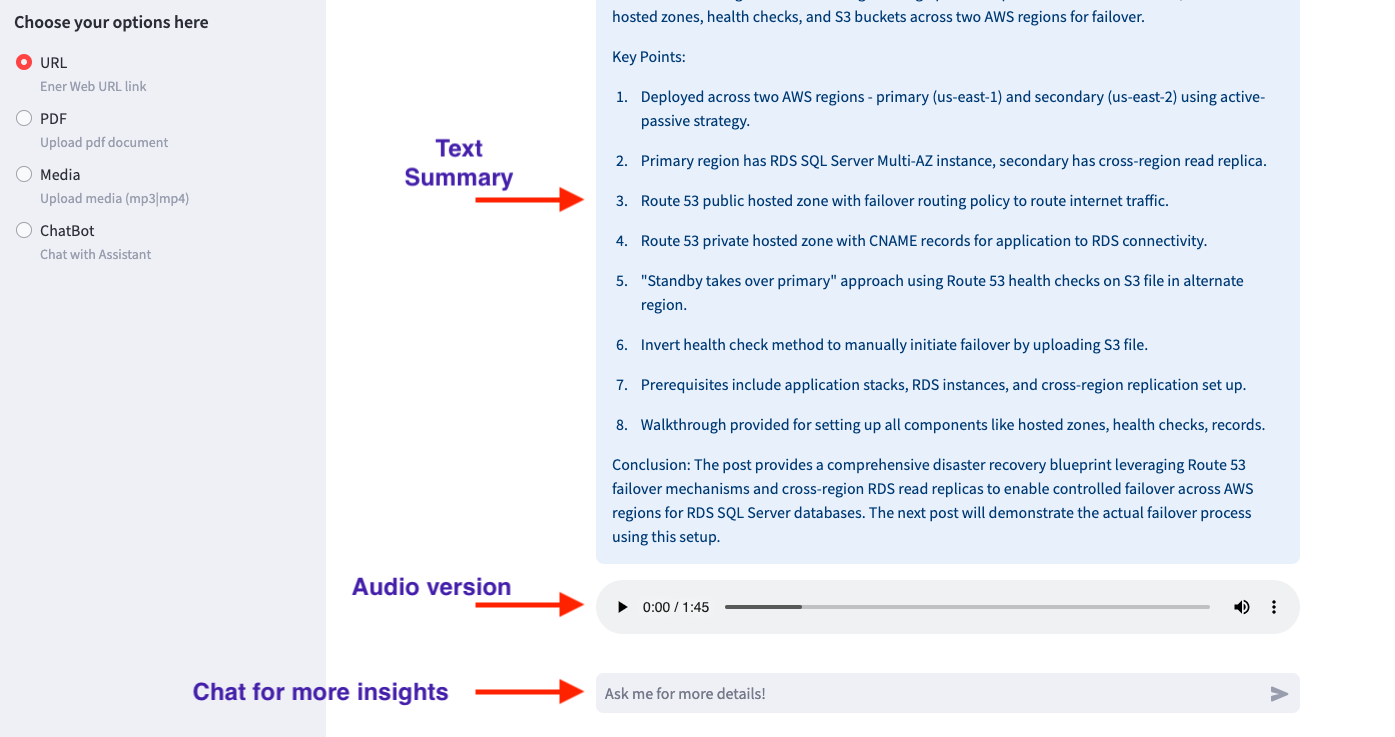 Choose your options here
URL
Ener Web URL link
PDF
Upload pdf document
Media
Upload media (mp3|mp4)
ChatBot
Chat with Assistant
hosted zones, health checks, and S3 buckets across two AWS regions for failover.
Key Points:
1. Deployed across two AWS regions - primary (us-east-1) and secondary (us-east-2) using active-
passive strategy.
2. Primary region has RDS SQL Server Multi-AZ instance, secondary has cross-region read replica.
3. Route 53 public hosted zone with failover routing policy to route internet traffic.
4. Route 53 private hosted zone with CNAME records for application to RDS connectivity.
5. "Standby takes over primary" approach using Route 53 health checks on S3 file in alternate
region.
6. Invert health check method to manually initiate failover by uploading S3 file.
7. Prerequisites include application stacks, RDS instances, and cross-region replication set up.
8. Walkthrough provided for setting up all components like hosted zones, health checks, records.
Conclusion: The post provides a comprehensive disaster recovery blueprint leveraging Route 53
failover mechanisms and cross-region RDS read replicas to enable controlled failover across AWS
regions for RDS SQL Server databases. The next post will demonstrate the actual failover process
using this setup.
Text
Summary
Audio version
0:00 / 1:45
Chat for more insights
Ask me for more details!